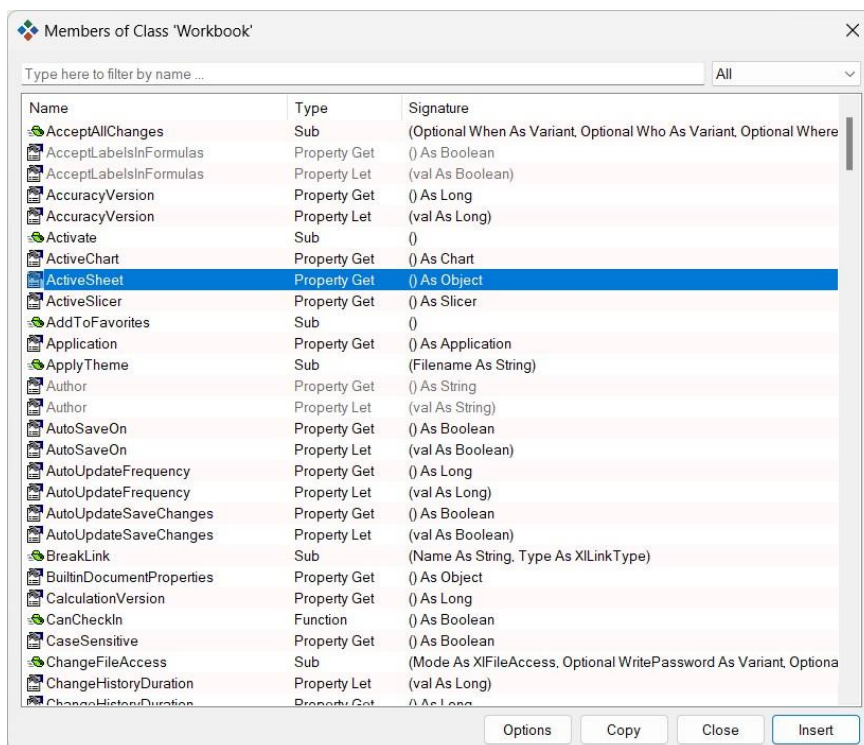 Members of Class 'Workbook'
Type here to filter by name ... All
Name Type Signature
AcceptAllChanges Sub (Optional When As Variant, Optional Who As Variant, Optional Where
AcceptLabelsInFormulas Property Get () As Boolean
AcceptLabelsInFormulas Property Let (val As Boolean)
AccuracyVersion Property Get () As Long
AccuracyVersion Property Let (val As Long)
Activate Sub ()
ActiveChart Property Get () As Chart
ActiveSheet Property Get () As Object
ActiveSlicer Property Get () As Slicer
AddToFavorites Sub ()
Application Property Get () As Application
ApplyTheme Sub (Filename As String)
Author Property Get () As String
Author Property Let (val As String)
AutoSaveOn Property Get () As Boolean
AutoSaveOn Property Let (val As Boolean)
AutoUpdateFrequency Property Get () As Long
AutoUpdateFrequency Property Let (val As Long)
AutoUpdateSaveChanges Property Get () As Boolean
AutoUpdateSaveChanges Property Let (val As Boolean)
BreakLink Sub (Name As String, Type As XlLinkType)
BuiltinDocumentProperties Property Get () As Object
CalculationVersion Property Get () As Long
CanCheckIn Function () As Boolean
CaseSensitive Property Get () As Boolean
ChangeFileAccess Sub (Mode As XlFileAccess, Optional WritePassword As Variant, Optiona
ChangeHistoryDuration Property Let (val As Long)
ChangeHistoryDuration Property Get () As Long
Options Copy Close Insert